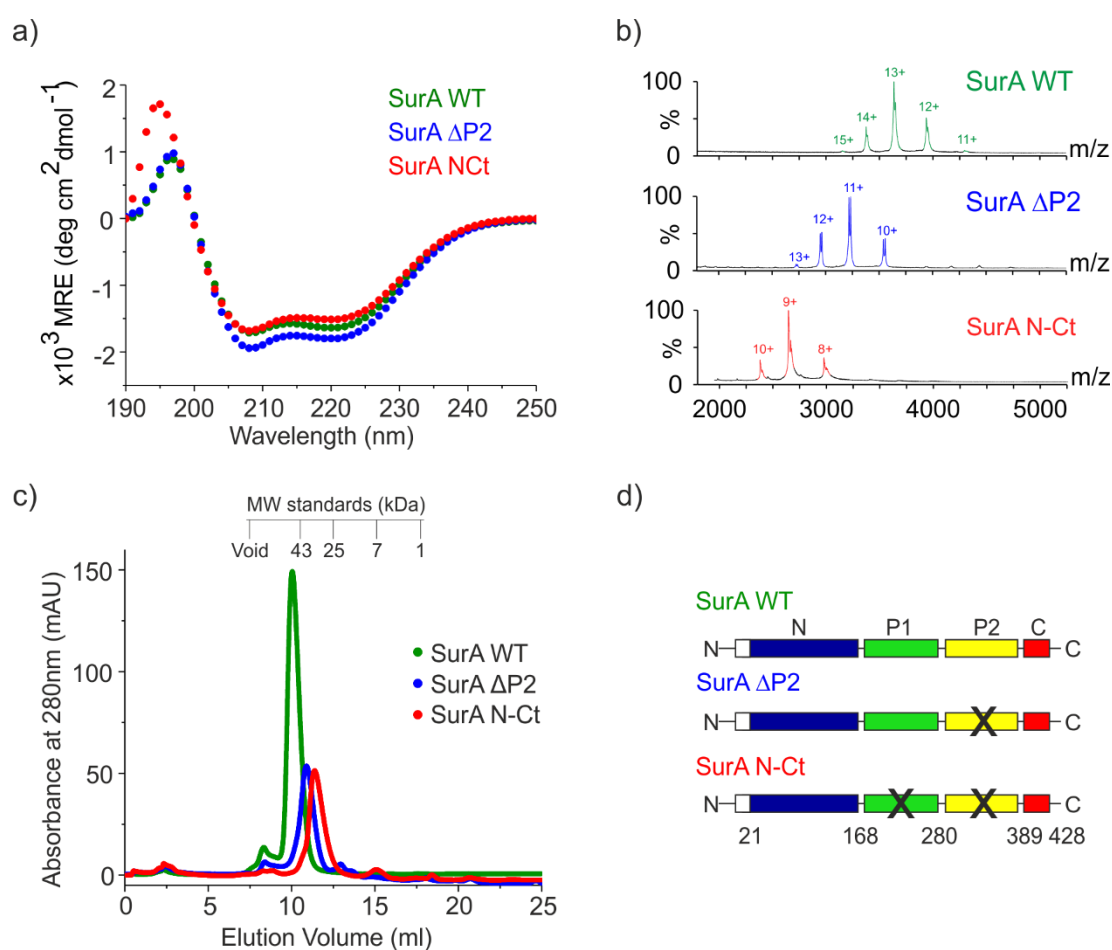 a)
×10³ MRE (deg cm² dmol⁻¹)
2
1
0
-1
-2
SurA WT
SurA ΔP2
SurA NCt
190 200 210 220 230 240 250
Wavelength (nm)
b)
100
%
0
15+ 14+ 13+ 12+ 11+
SurA WT
m/z
100
%
0
13+ 12+ 11+ 10+
SurA ΔP2
m/z
100
%
0
10+ 9+ 8+
SurA N-Ct
m/z
2000 3000 4000 5000
c)
MW standards (kDa)
Void 43 25 7 1
Absorbance at 280nm (mAU)
150
100
50
0
SurA WT
SurA ΔP2
SurA N-Ct
0 5 10 15 20 25
Elution Volume (ml)
d)
SurA WT
N P1 P2 C
N C
SurA ΔP2
N X C
SurA N-Ct
N X X C
21 168 280 389 428